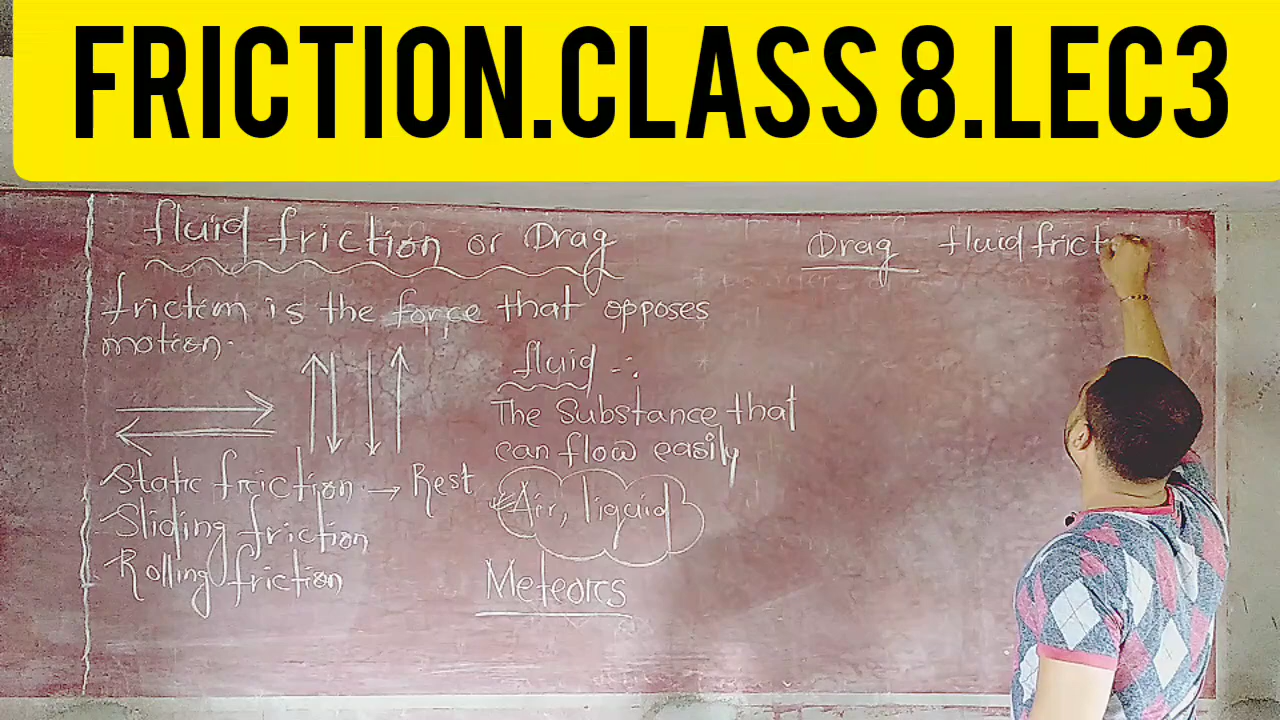 FRICTION.CLASS 8.LEC3
fluid friction or Drag
friction is the force that opposes
motion.
Static friction → Rest
Sliding friction
Rolling friction
fluid -:
The Substance that
can flow easily
Air, liquid
Meteors
Drag fluid frict